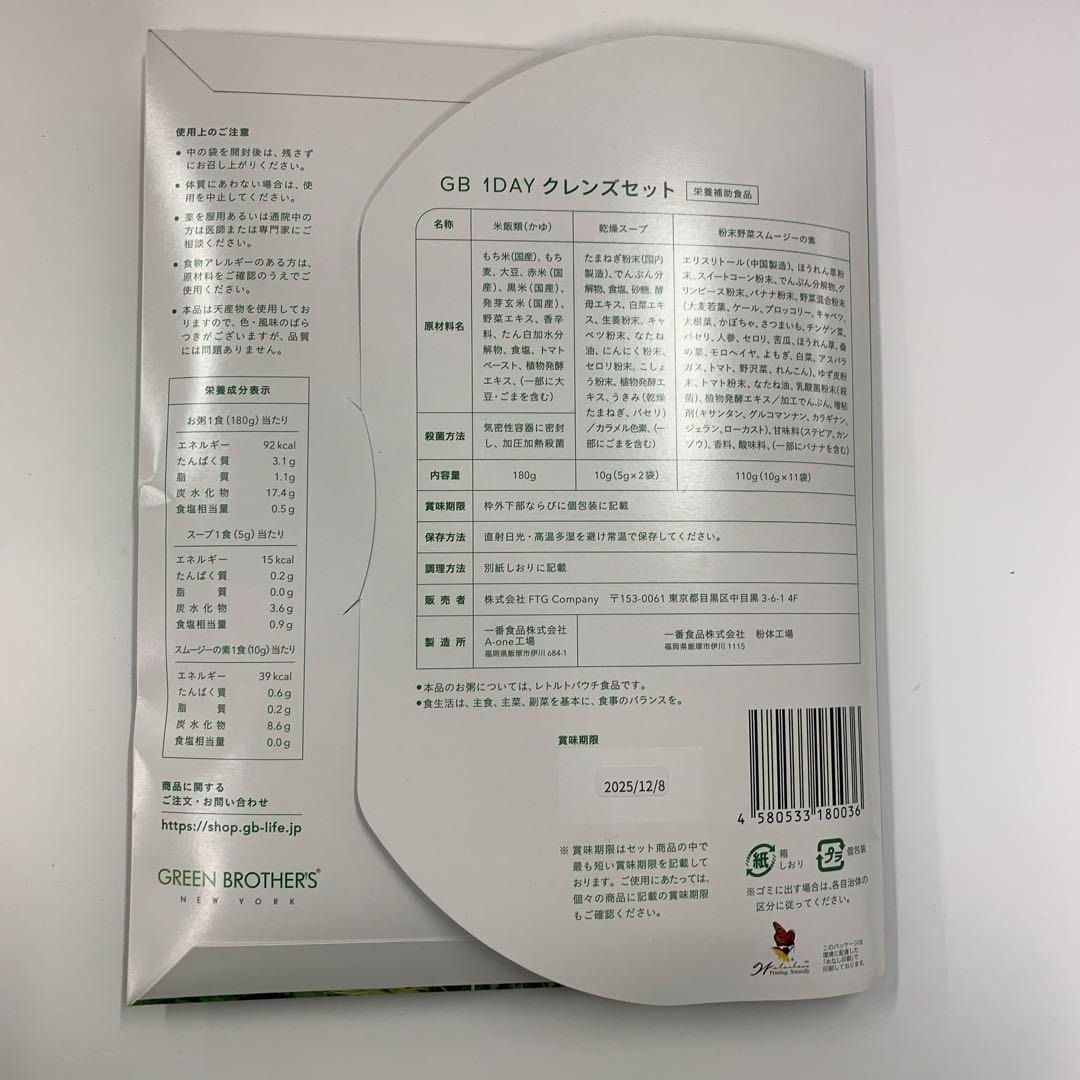 使用上のご注意
● 中の袋を開封後は、残さず
にお召し上がりください。
● 体質にあわない場合は、使
用を中止してください。
● 薬を服用あるいは通院中の
方は医師または専門家にご
相談ください。
● 食物アレルギーのある方は、
原材料をご確認のうえでご
使用ください。
● 本品は天産物を使用してお
りますので、色・風味のばら
つきがございますが、品質
には問題ありません。
栄養成分表示
お粥1食(180g)当たり
エネルギー 92kcal
たんぱく質 3.1g
脂質 1.1g
炭水化物 17.4g
食塩相当量 0.5g
スープ1食(5g)当たり
エネルギー 15kcal
たんぱく質 0.2g
脂質 0.0g
炭水化物 3.6g
食塩相当量 0.9g
スムージーの素1食(10g)当たり
エネルギー 39kcal
たんぱく質 0.6g
脂質 0.2g
炭水化物 8.6g
食塩相当量 0.0g
商品に関する
ご注文・お問い合わせ
https://shop.gb-life.jp
GREEN BROTHER'S®
NEW YORK
GB 1DAY クレンズセット 栄養補助食品
名称 米飯類(かゆ) 乾燥スープ 粉末野菜スムージーの素
原材料名
もち米(国産)、もち
麦、大豆、赤米(国
産)、黒米(国産)、
発芽玄米(国産)、
野菜エキス、香辛
料、たん白加水分
解物、食塩、トマト
ペースト、植物発酵
エキス、(一部に大
豆・ごまを含む)
たまねぎ粉末(国内
製造)、でんぷん分
解物、食塩、砂糖、酵
母エキス、白菜エキ
ス、生姜粉末、キャ
ベツ粉末、なたね
油、にんにく粉末、
セロリ粉末、こしょ
う粉末、植物発酵エ
キス、うきみ(乾燥
たまねぎ、パセリ)
/カラメル色素、(一
部にごまを含む)
エリスリトール(中国製造)、ほうれん草粉
末、スイートコーン粉末、でんぷん分解物、グ
リンピース粉末、バナナ粉末、野菜混合粉末
(大麦若葉、ケール、ブロッコリー、キャベツ、
大根葉、かぼちゃ、さつまいも、チンゲン菜、
パセリ、人参、セロリ、苦瓜、ほうれん草、桑
の葉、モロヘイヤ、よもぎ、白菜、アスパラ
ガス、トマト、野沢菜、れんこん)、ゆず皮粉
末、トマト粉末、なたね油、乳酸菌粉末(殺
菌)、植物発酵エキス/加工でんぷん、増粘
剤(キサンタン、グルコマンナン、カラギナン、
ジェラン、ローカスト)、甘味料(ステビア、カン
ゾウ)、香料、酸味料、(一部にバナナを含む)
殺菌方法 気密性容器に密封
し、加圧加熱殺菌
内容量 180g 10g(5g×2袋) 110g(10g×11袋)
賞味期限 枠外下部ならびに個包装に記載
保存方法 直射日光・高温多湿を避け常温で保存してください。
調理方法 別紙しおりに記載
販売者 株式会社 FTG Company 〒153-0061 東京都目黒区中目黒 3-6-1 4F
製造所 一番食品株式会社
A-one工場
福岡県飯塚市伊川 684-1
一番食品株式会社 粉体工場
福岡県飯塚市伊川 1115
●本品のお粥については、レトルトパウチ食品です。
●食生活は、主食、主菜、副菜を基本に、食事のバランスを。
賞味期限
2025/12/8
4 580533 180036
※賞味期限はセット商品の中で
最も短い賞味期限を記載して
おります。ご使用にあたっては、
個々の商品に記載の賞味期限
もご確認ください。
紙 箱
しおり
プラ 個包装
※ゴミに出す場合は、各自治体の
区分に従ってください。
Waterless
Printing. Naturally
このパッケージは
環境に配慮した
「水なし印刷」で
印刷しております。